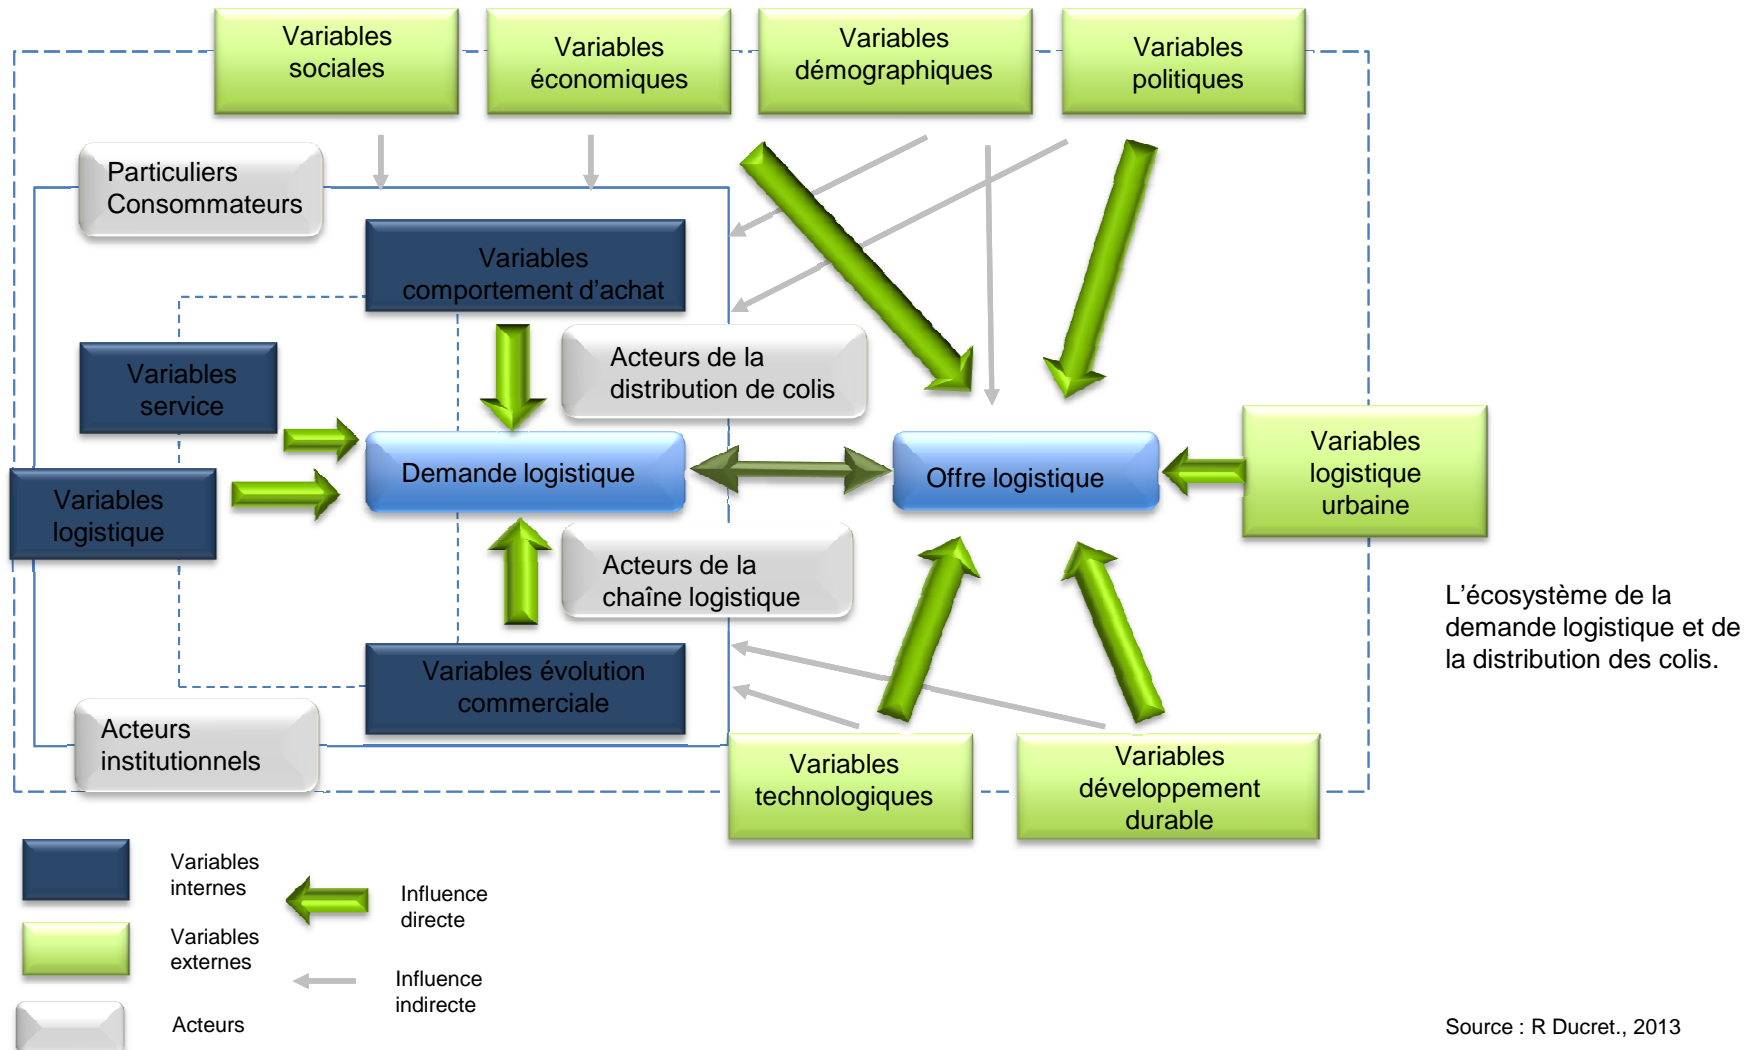 Variables
sociales
Variables
économiques
Variables
démographiques
Variables
politiques
Particuliers
Consommateurs
Variables
comportement d'achat
Acteurs de la
distribution de colis
Variables
service
Demande logistique
Offre logistique
Variables
logistique
urbaine
Variables
logistique
Acteurs de la
chaîne logistique
L'écosystème de la
demande logistique et de
la distribution des colis.
Variables évolution
commerciale
Acteurs
institutionnels
Variables
technologiques
Variables
développement
durable
Variables
internes
Influence
directe
Variables
externes
Influence
indirecte
Acteurs
Source : R Ducret., 2013